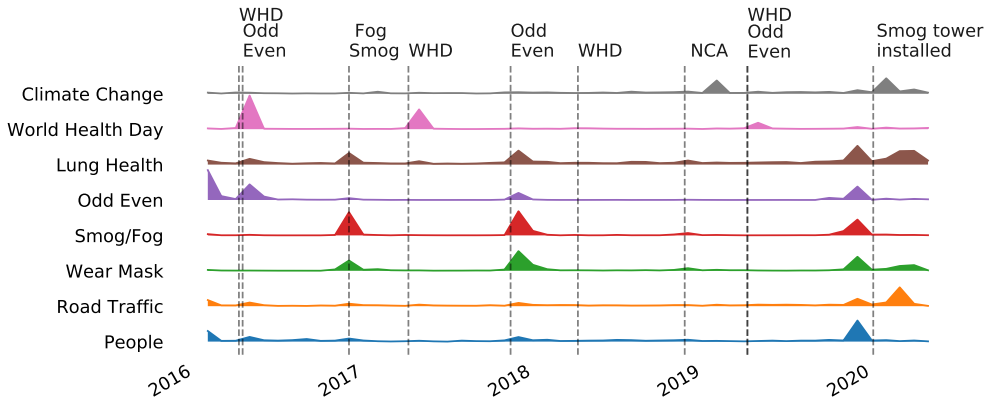 WHD
Odd
Even
Fog
Smog
WHD
Odd
Even
WHD
NCA
WHD
Odd
Even
Smog tower
installed
Climate Change
World Health Day
Lung Health
Odd Even
Smog/Fog
Wear Mask
Road Traffic
People
2016
2017
2018
2019
2020